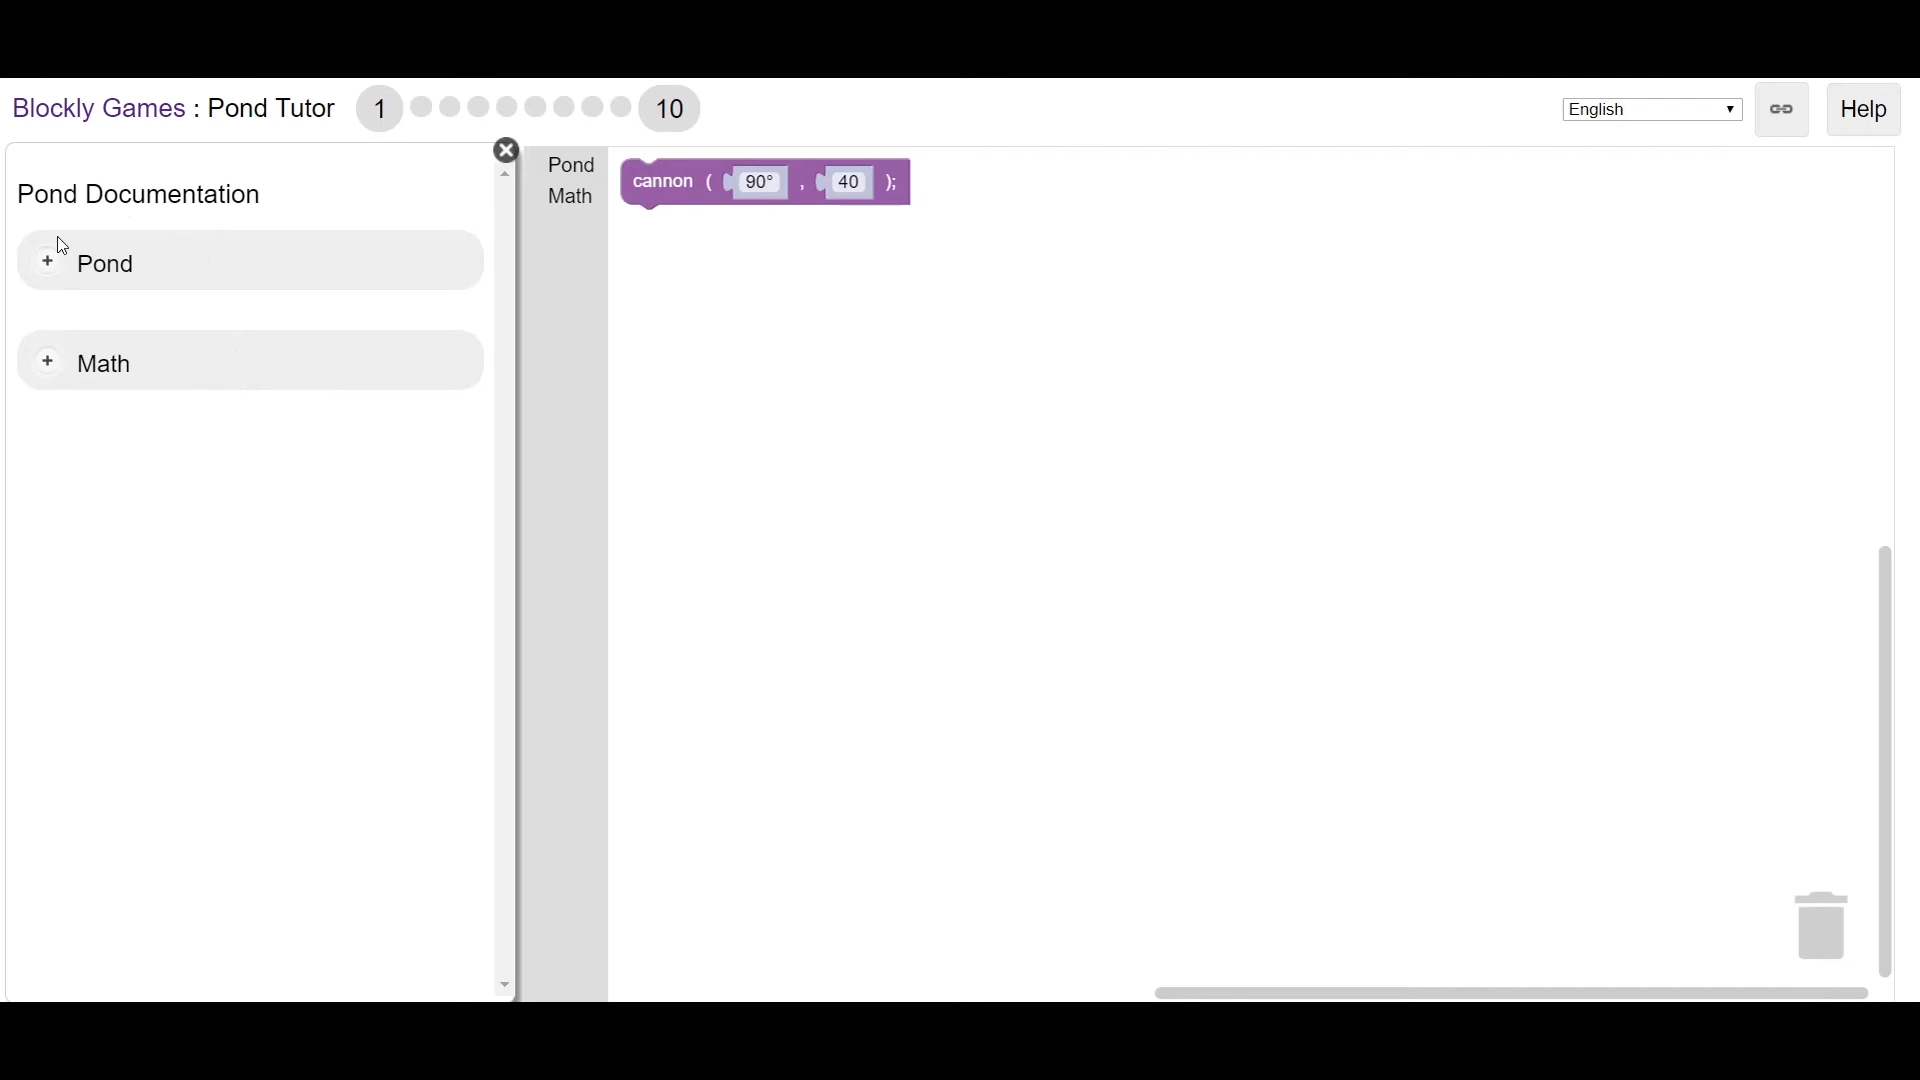 Blockly Games : Pond Tutor 1 10 English Help
Pond Documentation
+ Pond
+ Math
Pond
Math
cannon ( 90° , 40 );